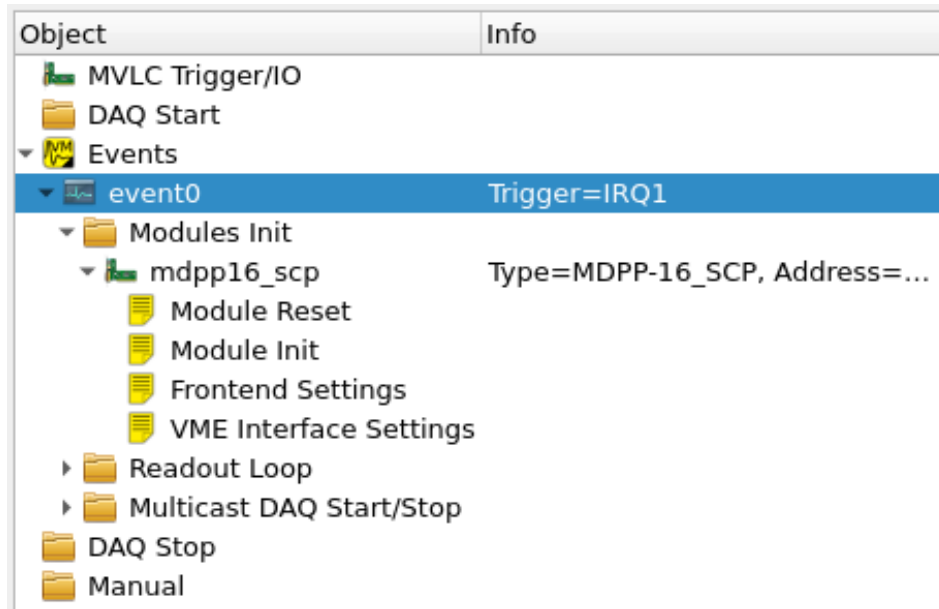 Object Info
MVLC Trigger/IO
DAQ Start
Events
event0 Trigger=IRQ1
Modules Init
mdpp16_scp Type=MDPP-16_SCP, Address=...
Module Reset
Module Init
Frontend Settings
VME Interface Settings
Readout Loop
Multicast DAQ Start/Stop
DAQ Stop
Manual